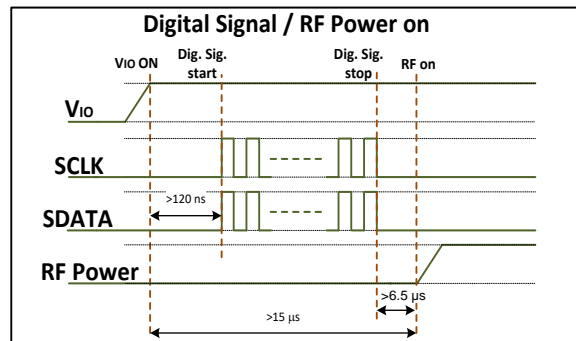 Digital Signal / RF Power on
VIO ON
Dig. Sig.
start
Dig. Sig.
stop
RF on
VIO
SCLK
>120 ns
SDATA
RF Power
>6.5 µs
>15 µs